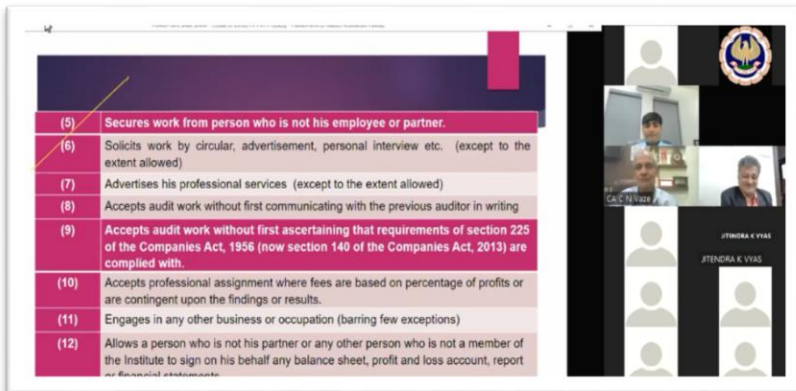 (5) Secures work from person who is not his employee or partner.
(6) Solicits work by circular, advertisement, personal interview etc. (except to the
extent allowed)
(7) Advertises his professional services (except to the extent allowed)
(8) Accepts audit work without first communicating with the previous auditor in writing
(9) Accepts audit work without first ascertaining that requirements of section 225
of the Companies Act, 1956 (now section 140 of the Companies Act, 2013) are
complied with.
(10) Accepts professional assignment where fees are based on percentage of profits or
are contingent upon the findings or results.
(11) Engages in any other business or occupation (barring few exceptions)
(12) Allows a person who is not his partner or any other person who is not a member of
the Institute to sign on his behalf any balance sheet, profit and loss account, report
or financial statements
CA C N Vaze
JITENDRA K VYAS
JITENDRA K VYAS